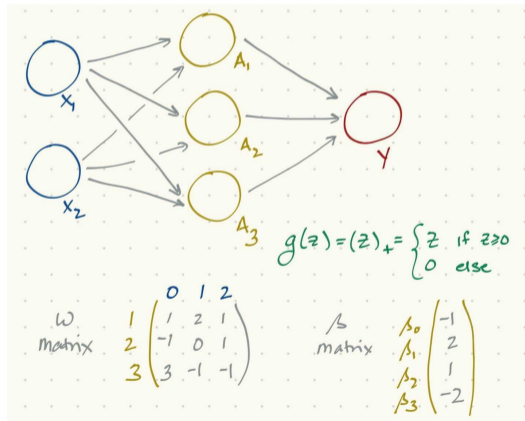 X₁
A₁
A₂
Y
X₂
A₃
g(z)=(z)₊= { z if z≥0
0 else
0 1 2
W matrix
1 ( 1 2 1 )
2 ( -1 0 1 )
3 ( 3 -1 -1 )
β matrix
β₀ ( -1 )
β₁ ( 2 )
β₂ ( 1 )
β₃ ( -2 )